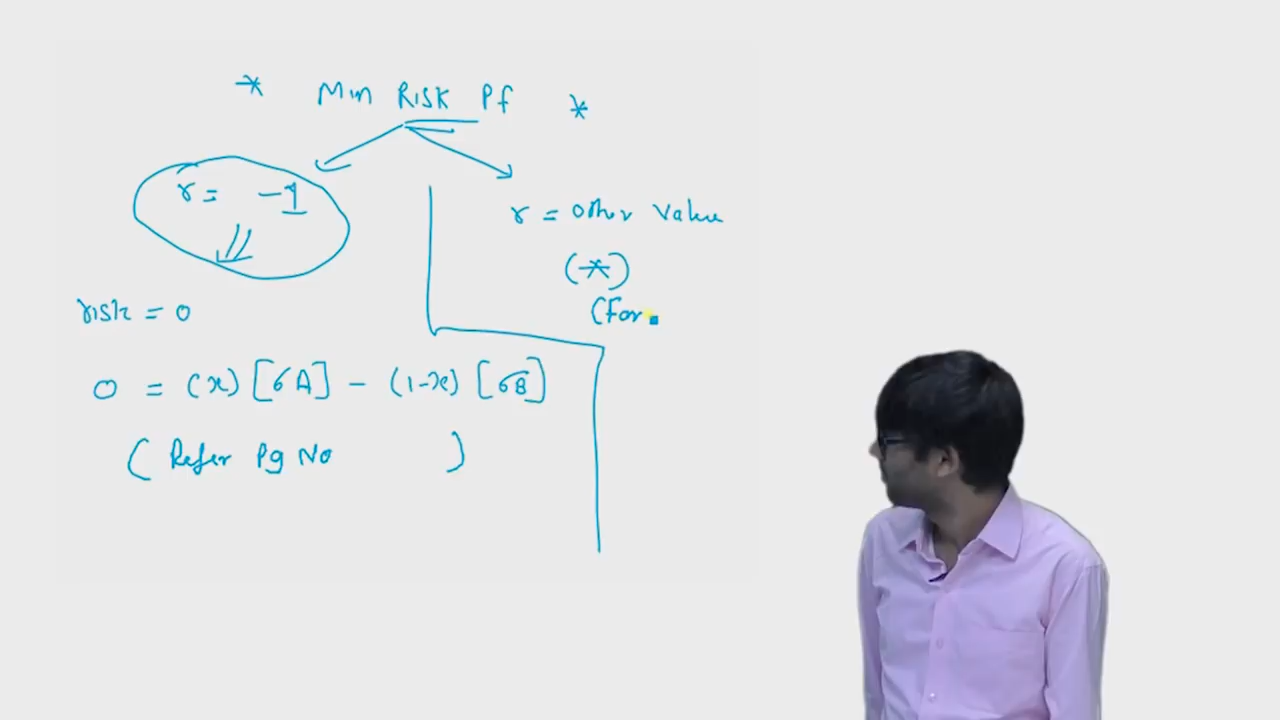 * Min RISK Pf *
r = -1
risk = 0
0 = (x) [σA] - (1-x) [σB]
(Refer Pg No )
r = other value
(*)
(For